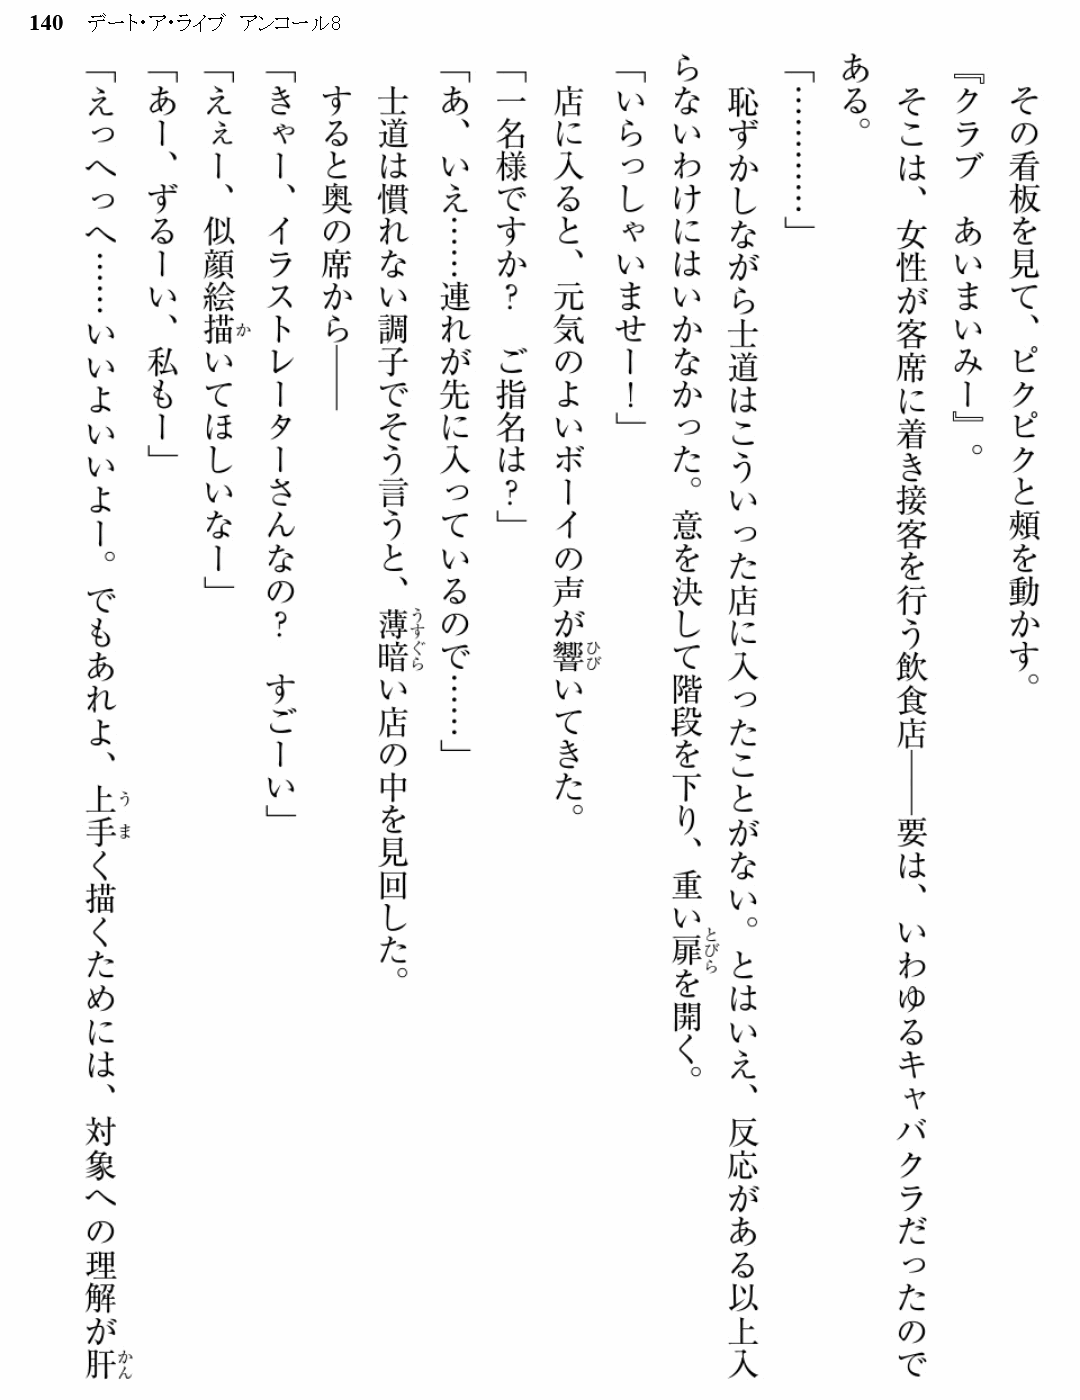 140 デート・ア・ライブ アンコール8
その看板を見て、ピクピクと頰を動かす。
『クラブ　あいまいみー』。
そこは、女性が客席に着き接客を行う飲食店――要は、いわゆるキャバクラだったので
ある。
「…………」
恥ずかしながら士道はこういった店に入ったことがない。とはいえ、反応がある以上入
らないわけにはいかなかった。意を決して階段を下り、重い扉とびらを開く。
「いらっしゃいませー！」
店に入ると、元気のよいボーイの声が響ひびいてきた。
「一名様ですか？　ご指名は？」
「あ、いえ……連れが先に入っているので……」
士道は慣れない調子でそう言うと、薄暗うすぐらい店の中を見回した。
すると奥の席から――
「きゃー、イラストレーターさんなの？　すごーい」
「えぇー、似顔絵描かいてほしいなー」
「あー、ずるーい、私もー」
「えっへっへ……いいよいいよー。でもあれよ、上手うまく描くためには、対象への理解が肝かん